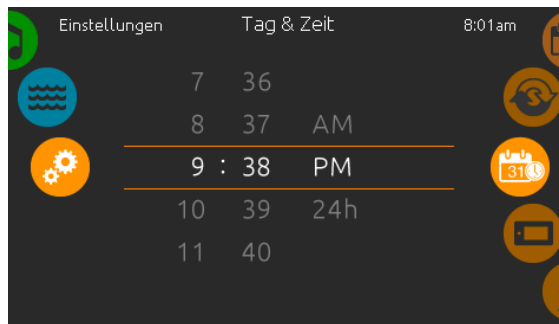 Einstellungen Tag & Zeit 8:01am
7 36
8 37 AM
9 : 38 PM
10 39 24h
11 40
31